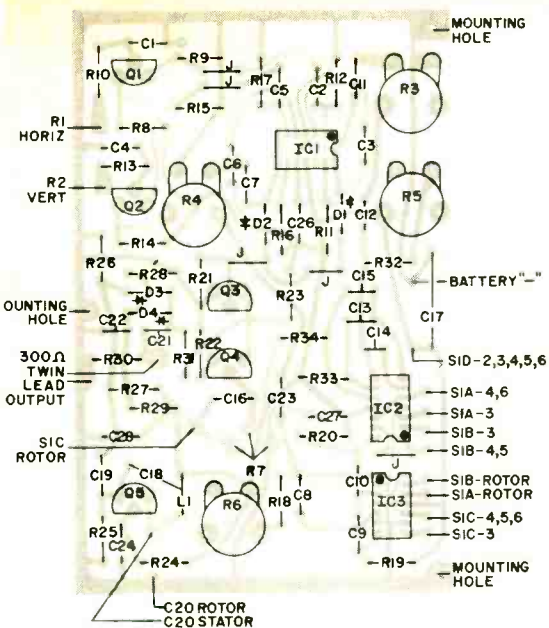 MOUNTING
HOLE
C1
R10
Q1
R9
J
J
R17
C5
C2
R12
C11
R3
R15
R1
HORIZ
R8
C4
R13
IC1
C3
R2
VERT
Q2
R4
C6
C7
R5
D2
R16
C26
R11
D1
C12
R14
R26
R28
R21
J
J
R32
C15
BATTERY "-"
D3
Q3
R23
C13
C17
OUNTING
HOLE
D4
C22
C21
R22
R34
C14
300Ω
TWIN
LEAD
OUTPUT
R30
R31
Q4
S1D-2,3,4,5,6
R27
R33
S1A-4,6
R29
C16
C23
C27
IC2
S1A-3
S1C
ROTOR
C28
R20
S1B-3
S1B-4,5
J
C19
C18
R7
C10
S1B-ROTOR
S1A-ROTOR
Q5
L1
R6
R18
C8
IC3
S1C-4,5,6
S1C-3
R25
C24
C9
R24
R19
MOUNTING
HOLE
C20 ROTOR
C20 STATOR